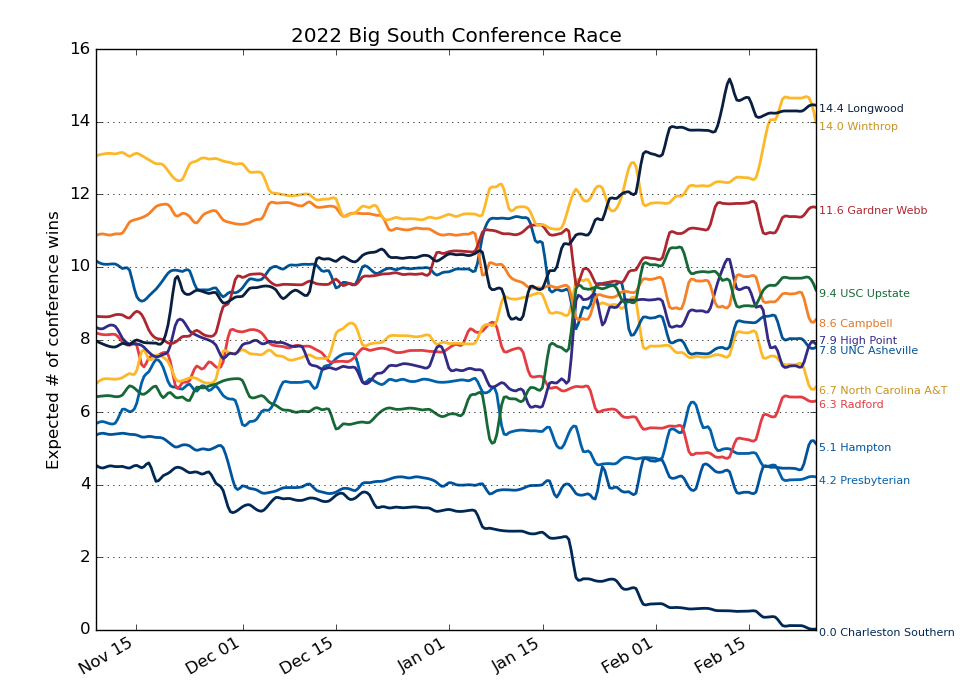 2022 Big South Conference Race
Expected # of conference wins
16
14
12
10
8
6
4
2
0
Nov 15
Dec 01
Dec 15
Jan 01
Jan 15
Feb 01
Feb 15
14.4 Longwood
14.0 Winthrop
11.6 Gardner Webb
9.4 USC Upstate
8.6 Campbell
7.9 High Point
7.8 UNC Asheville
6.7 North Carolina A&T
6.3 Radford
5.1 Hampton
4.2 Presbyterian
0.0 Charleston Southern